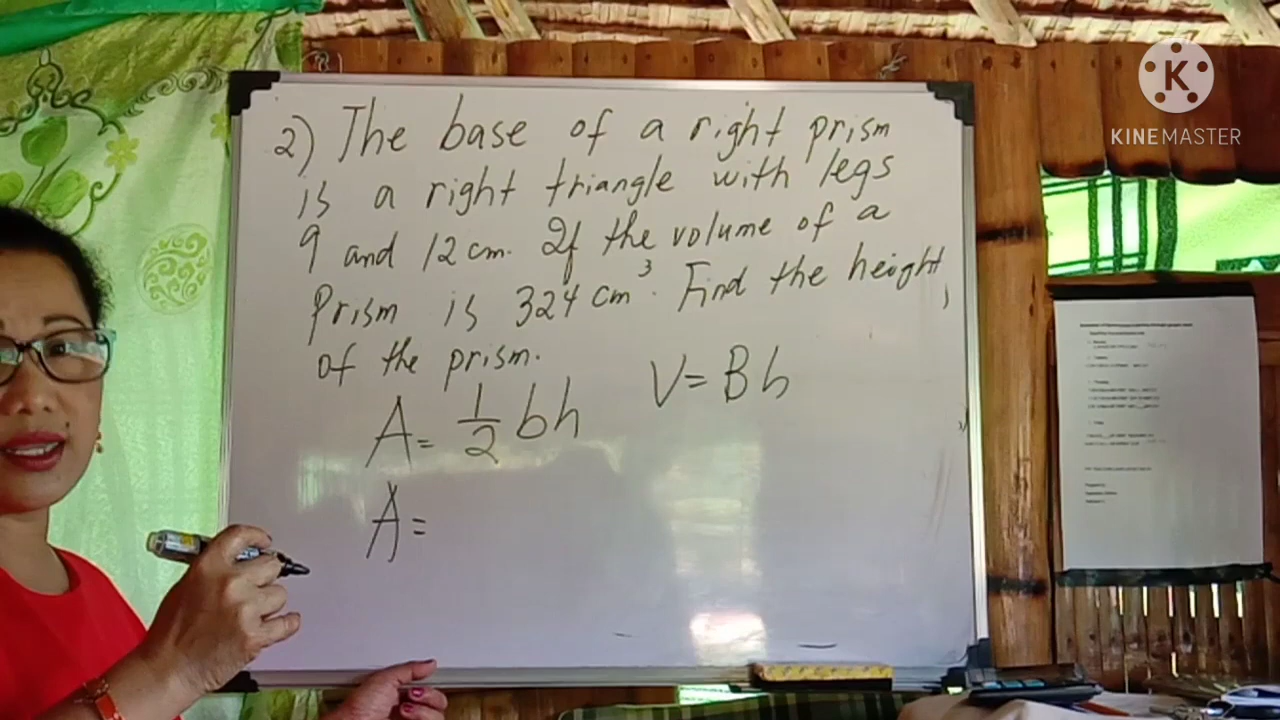 2) The base of a right prism
is a right triangle with legs
9 and 12 cm. If the volume of a
Prism is 324 cm³. Find the height
of the prism.
A = 1/2 bh
V = Bh
A =
KINEMASTER